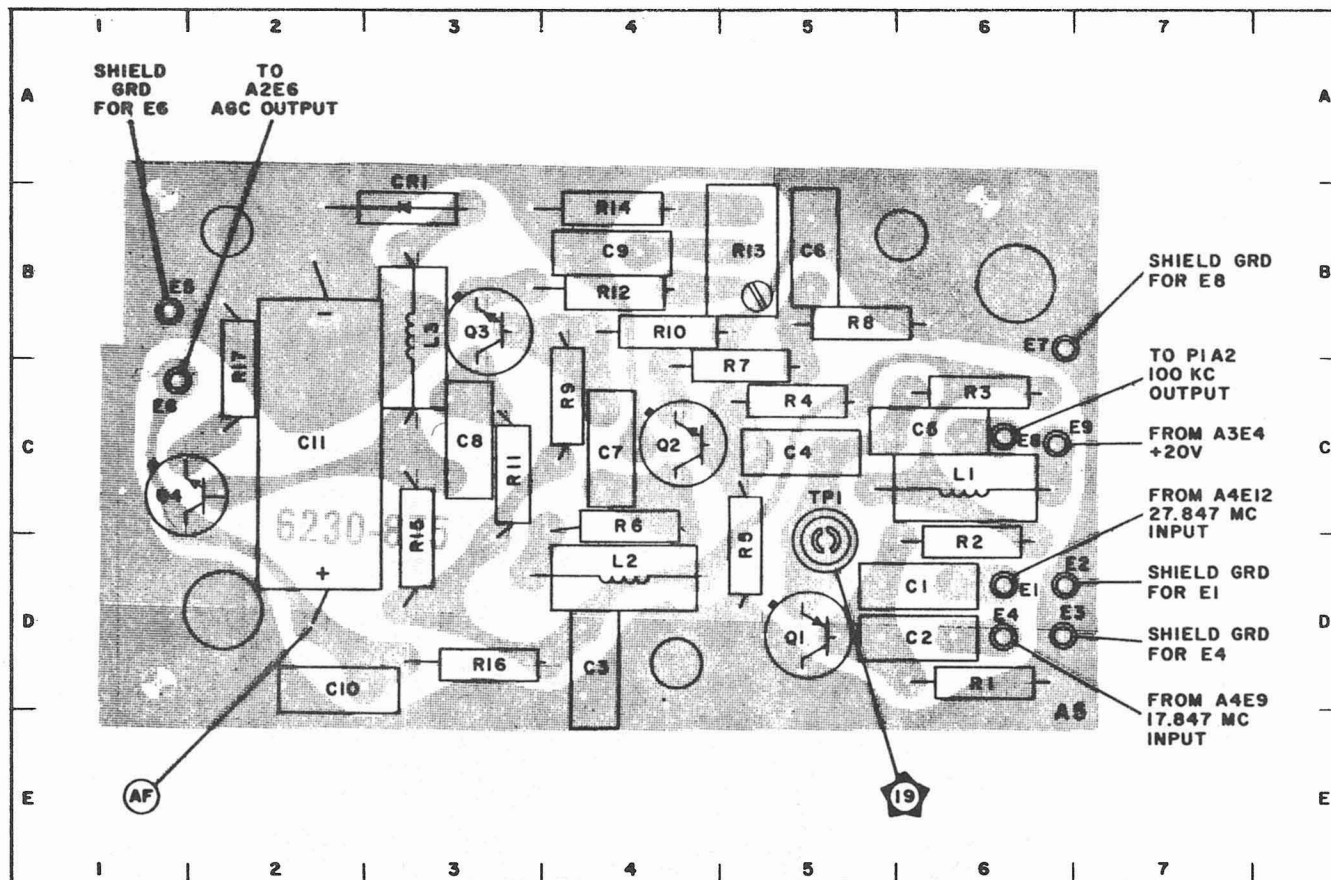 1 2 3 4 5 6 7
A A
SHIELD
GRD
FOR E6
TO
A2E6
AGC OUTPUT
CR1
R14
C9
R13
C6
B B
SHIELD GRD
FOR E8
E5
R12
L3
Q3
R10
R8
E7
R17
R7
TO P1A2
100 KC
OUTPUT
E6
R9
R4
R3
C11
C8
R11
C7
Q2
C4
C5
E8
E9
FROM A3E4
+20V
C C
L1
Q4
TP1
FROM A4E12
27.847 MC
INPUT
R15
R6
R5
R2
L2
C1
E1
E2
SHIELD GRD
FOR E1
D D
Q1
C2
E4
E3
SHIELD GRD
FOR E4
R16
C3
C10
R1
A5
FROM A4E9
17.847 MC
INPUT
E E
AF
19
1 2 3 4 5 6 7